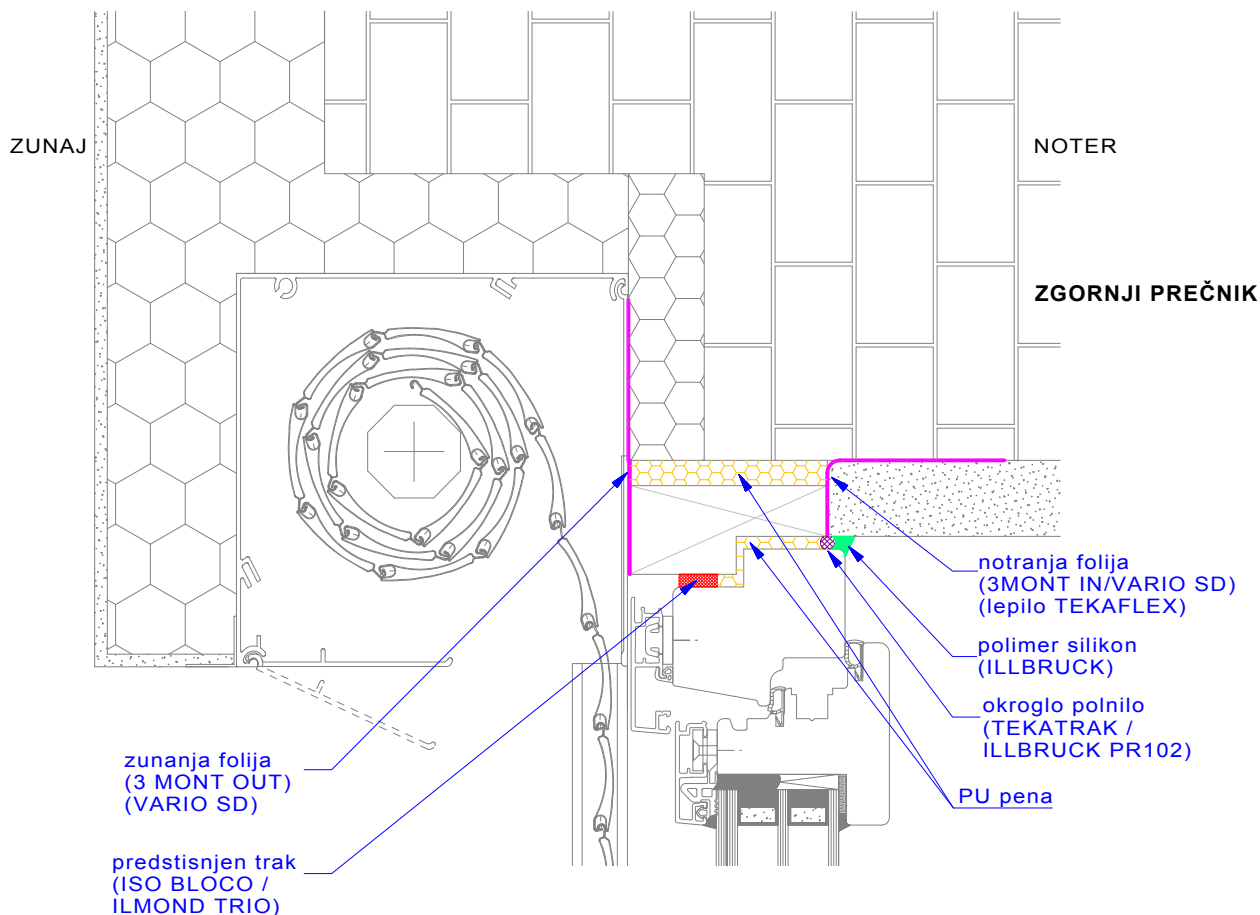 ZUNAJ
NOTER
ZGORNJI PREČNIK
notranja folija
(3MONT IN/VARIO SD)
(lepilo TEKAFLEX)
polimer silikon
(ILLBRUCK)
okroglo polnilo
(TEKATRAK /
ILLBRUCK PR102)
PU pena
zunanja folija
(3 MONT OUT)
(VARIO SD)
predstisnjen trak
(ISO BLOCO /
ILMOND TRIO)